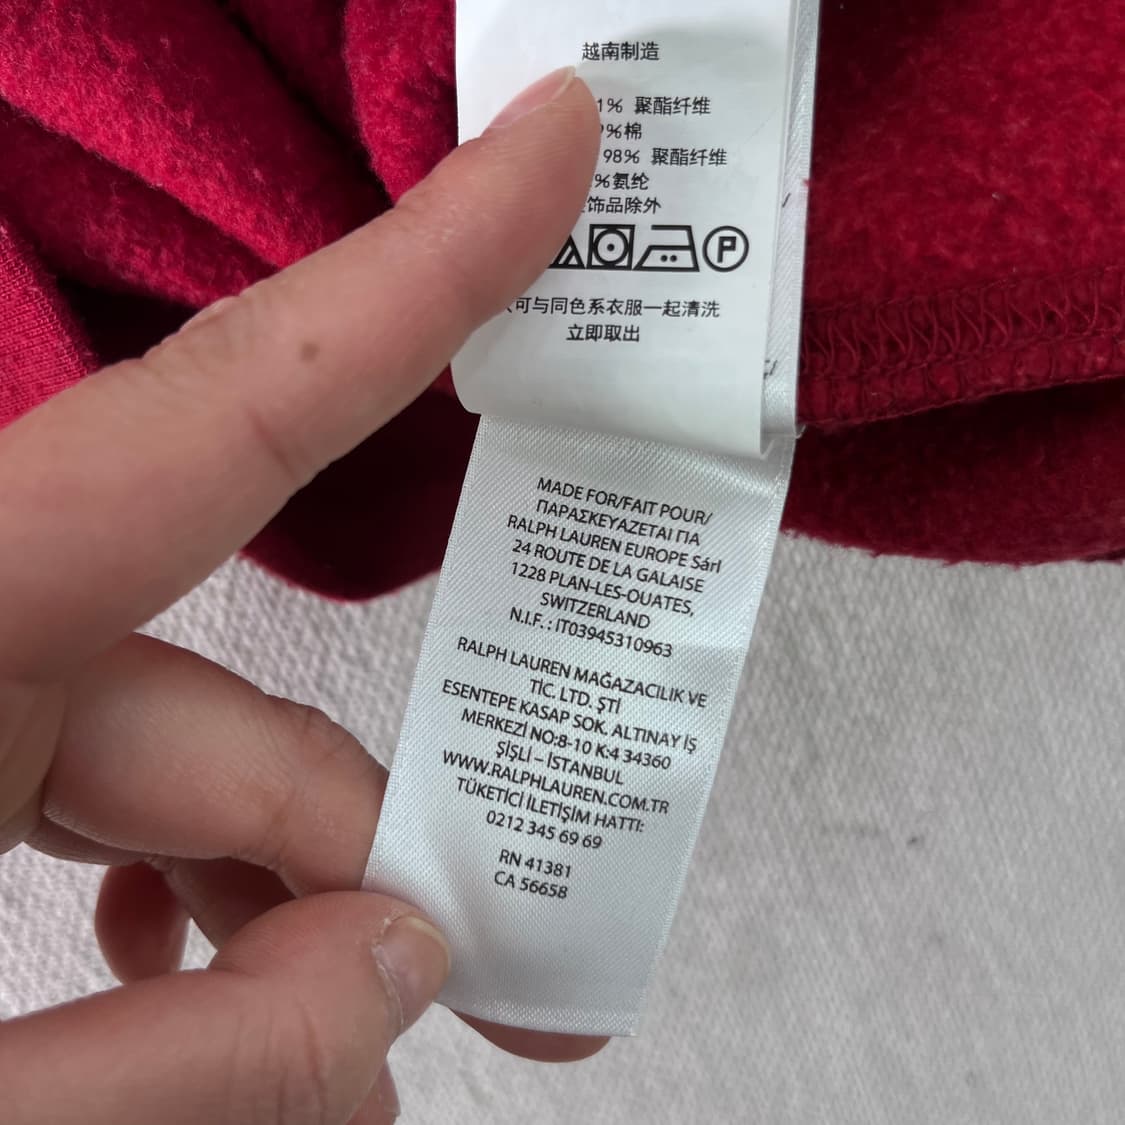 越南制造
1% 聚酯纤维
%棉
98% 聚酯纤维
%氨纶
饰品除外
P
可与同色系衣服一起清洗
立即取出
MADE FOR/FAIT POUR/
ΠΑΡΑΣΚΕΥΑΖΕΤΑΙ ΓΙΑ
RALPH LAUREN EUROPE Sárl
24 ROUTE DE LA GALAISE
1228 PLAN-LES-OUATES,
SWITZERLAND
N.I.F. : IT03945310963
RALPH LAUREN MAĞAZACILIK VE
TİC. LTD. ŞTİ
ESENTEPE KASAP SOK. ALTINAY İŞ
MERKEZİ NO:8-10 K:4 34360
ŞİŞLİ – İSTANBUL
WWW.RALPHLAUREN.COM.TR
TÜKETİCİ İLETİŞİM HATTI:
0212 345 69 69
RN 41381
CA 56658